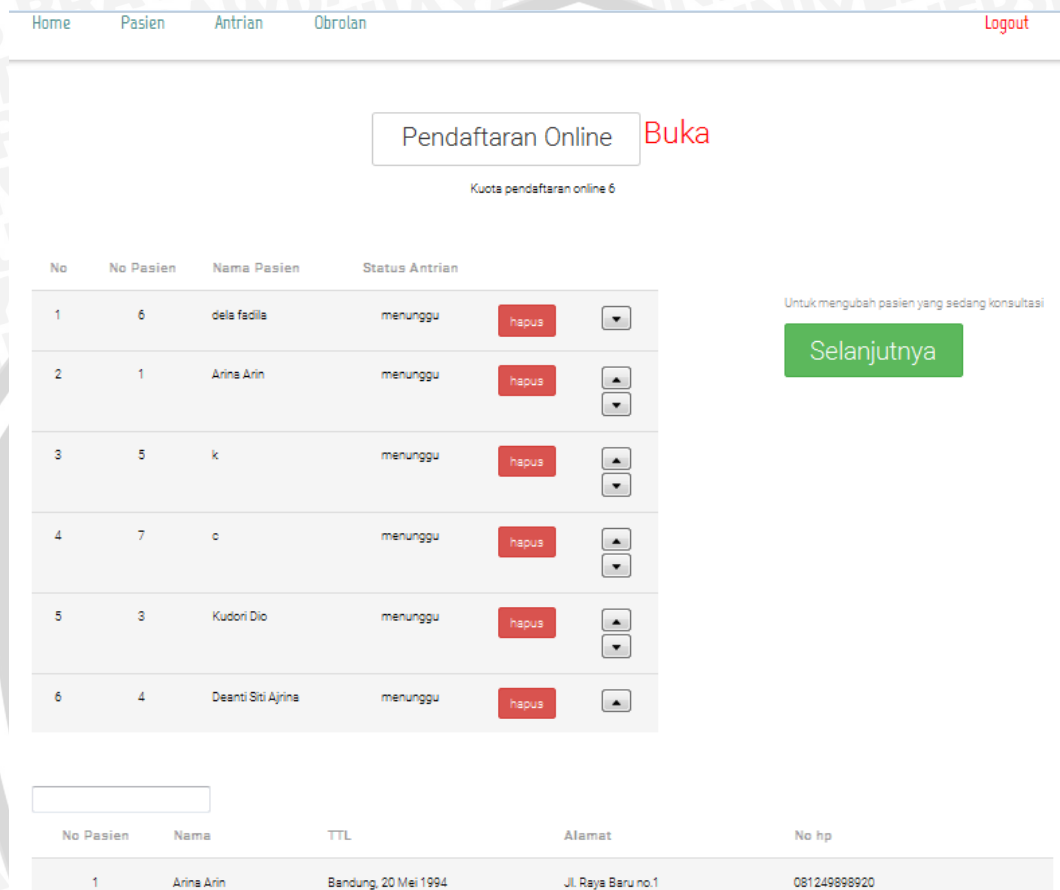 Home Pasien Antrian Obrolan Logout
Pendaftaran Online Buka
Kuota pendaftaran online 6
No No Pasien Nama Pasien Status Antrian
Untuk mengubah pasien yang sedang konsultasi
1 6 dela fadila menunggu hapus
Selanjutnya
2 1 Arina Arin menunggu hapus
3 5 k menunggu hapus
4 7 c menunggu hapus
5 3 Kudori Dio menunggu hapus
6 4 Deanti Siti Ajrina menunggu hapus
No Pasien Nama TTL Alamat No hp
1 Arina Arin Bandung, 20 Mei 1994 Jl. Raya Baru no.1 081249898920